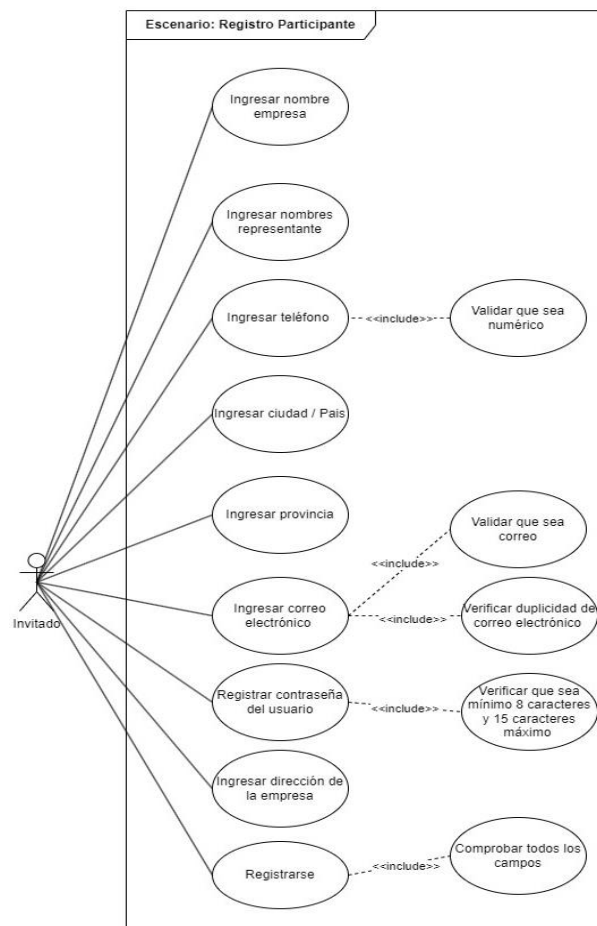 Escenario: Registro Participante
Ingresar nombre
empresa
Ingresar nombres
representante
Ingresar teléfono
<<include>>
Validar que sea
numérico
Ingresar ciudad / Pais
Ingresar provincia
Validar que sea
correo
<<include>>
Invitado
Ingresar correo
electrónico
<<include>>
Verificar duplicidad de
correo electrónico
Registrar contraseña
del usuario
<<include>>
Verificar que sea
mínimo 8 caracteres
y 15 caracteres
máximo
Ingresar dirección de
la empresa
Registrarse
<<include>>
Comprobar todos los
campos